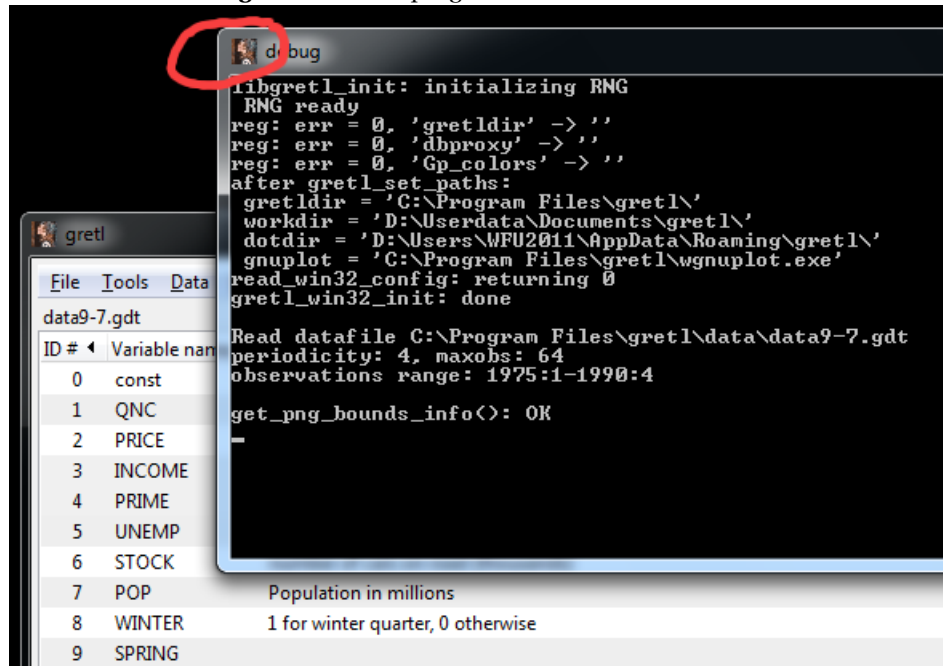 debug
libgretl_init: initializing RNG
RNG ready
reg: err = 0, 'gretldir' -> ''
reg: err = 0, 'dbproxy' -> ''
reg: err = 0, 'Gp_colors' -> ''
after gretl_set_paths:
gretldir = 'C:\Program Files\gretl\'
workdir = 'D:\Userdata\Documents\gretl\'
dotdir = 'D:\Users\WFU2011\AppData\Roaming\gretl\'
gnuplot = 'C:\Program Files\gretl\wgnuplot.exe'
read_win32_config: returning 0
gretl_win32_init: done
Read datafile C:\Program Files\gretl\data\data9-7.gdt
periodicity: 4, maxobs: 64
observations range: 1975:1-1990:4
get_png_bounds_info(): OK
gretl
File Tools Data
data9-7.gdt
ID # Variable nam
0 const
1 QNC
2 PRICE
3 INCOME
4 PRIME
5 UNEMP
6 STOCK
7 POP Population in millions
8 WINTER 1 for winter quarter, 0 otherwise
9 SPRING